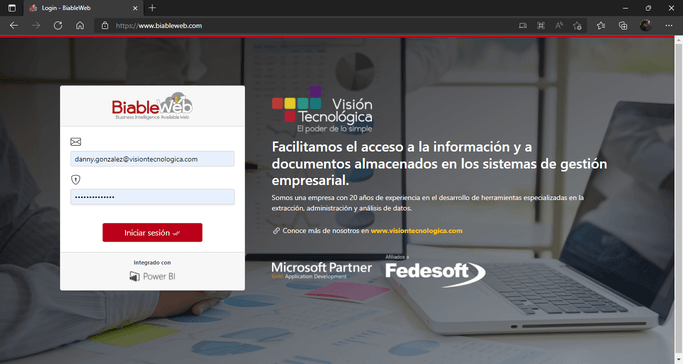 Login - BiableWeb
https://www.biableweb.com
BiableWeb
Business Intelligence Available Web
danny.gonzalez@visiontecnologica.com
••••••••••••••
Iniciar sesión
Integrado con
Power BI
Visión
Tecnológica
El poder de lo simple
Facilitamos el acceso a la información y a
documentos almacenados en los sistemas de gestión
empresarial.
Somos una empresa con 20 años de experiencia en el desarrollo de herramientas especializadas en la
extracción, administración y análisis de datos.
Conoce más de nosotros en www.visiontecnologica.com
Microsoft Partner
Gold Application Development
Afiliados a
Fedesoft